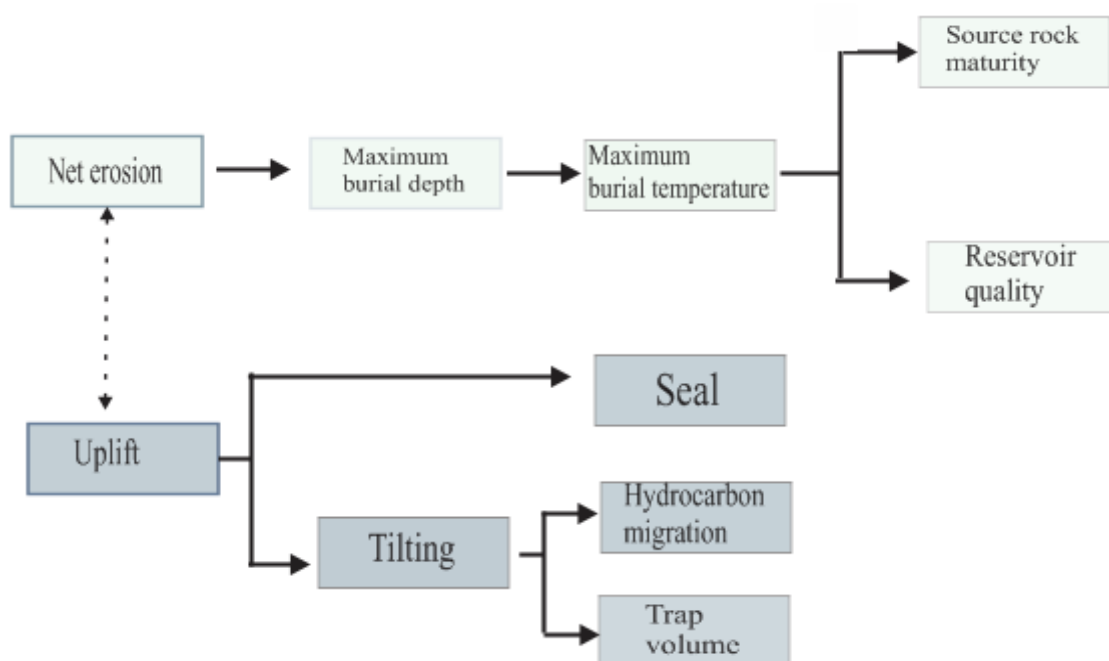 Source rock
maturity
Net erosion
Maximum
burial depth
Maximum
burial temperature
Reservoir
quality
Seal
Uplift
Hydrocarbon
migration
Tilting
Trap
volume